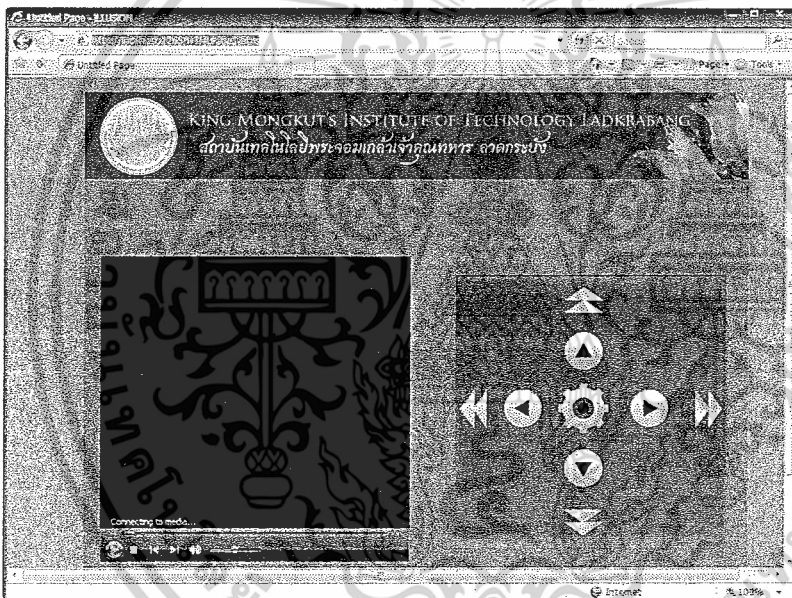 Untitled Page - ILLUSION
Untitled Page
Page
Tools
KING MONGKUT'S INSTITUTE OF TECHNOLOGY LADKRABANG
สถาบันเทคโนโลยีพระจอมเกล้าเจ้าคุณทหาร ลาดกระบัง
Connecting to media...
Internet
100%